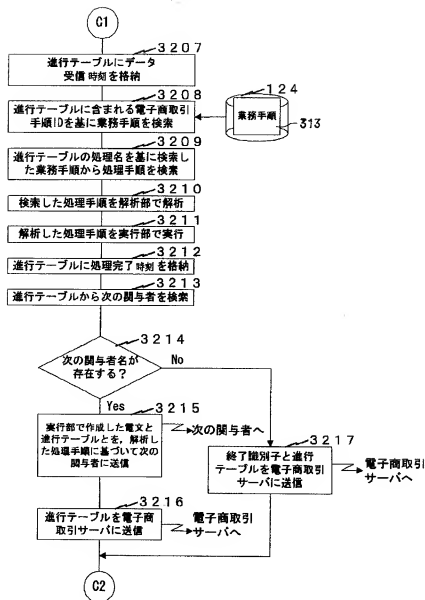 C1
3207
進行テーブルにデータ
受信時刻を格納
3208
進行テーブルに含まれる電子商取引
手順IDを基に業務手順を検索
124
業務手順
313
3209
進行テーブルの処理名を基に検索し
た業務手順から処理手順を検索
3210
検索した処理手順を解析部で解析
3211
解析した処理手順を実行部で実行
3212
進行テーブルに処理完了時刻を格納
3213
進行テーブルから次の関与者を検索
3214
次の関与者名が
存在する?
No
Yes
3215
実行部で作成した電文と
進行テーブルとを,解析し
た処理手順に基づいて次の
関与者に送信
次の関与者へ
3217
終了識別子と進行
テーブルを電子商取引
サーバに送信
電子商取引
サーバへ
3216
進行テーブルを電子商
取引サーバに送信
電子商取引
サーバへ
C2